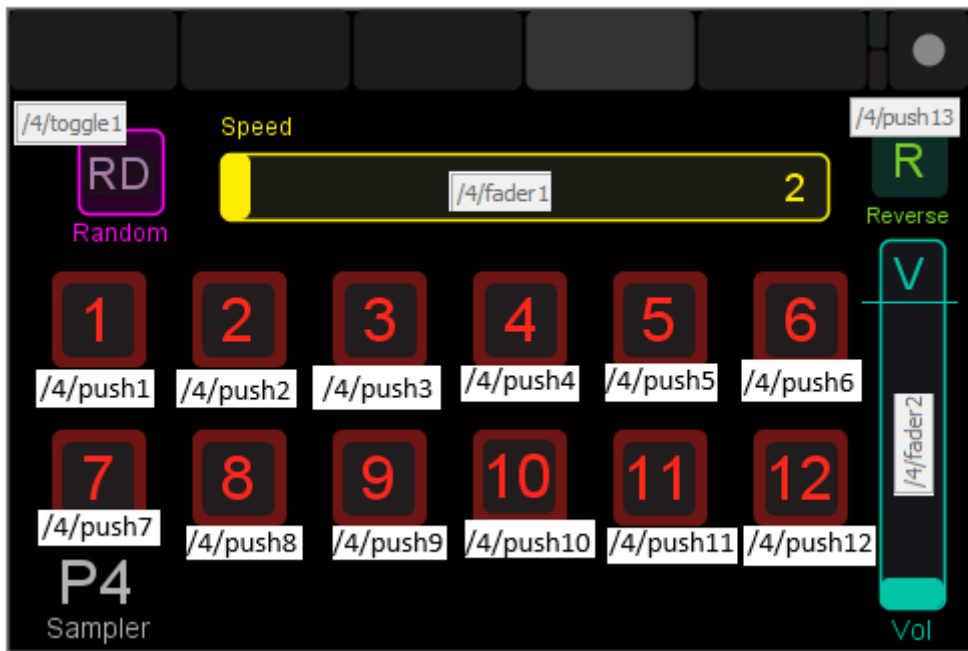 /4/toggle1
Speed
/4/push13
RD
/4/fader1
2
R
Random
Reverse
V
1 2 3 4 5 6
/4/push1 /4/push2 /4/push3 /4/push4 /4/push5 /4/push6
/4/fader2
7 8 9 10 11 12
/4/push7 /4/push8 /4/push9 /4/push10 /4/push11 /4/push12
P4
Sampler
Vol